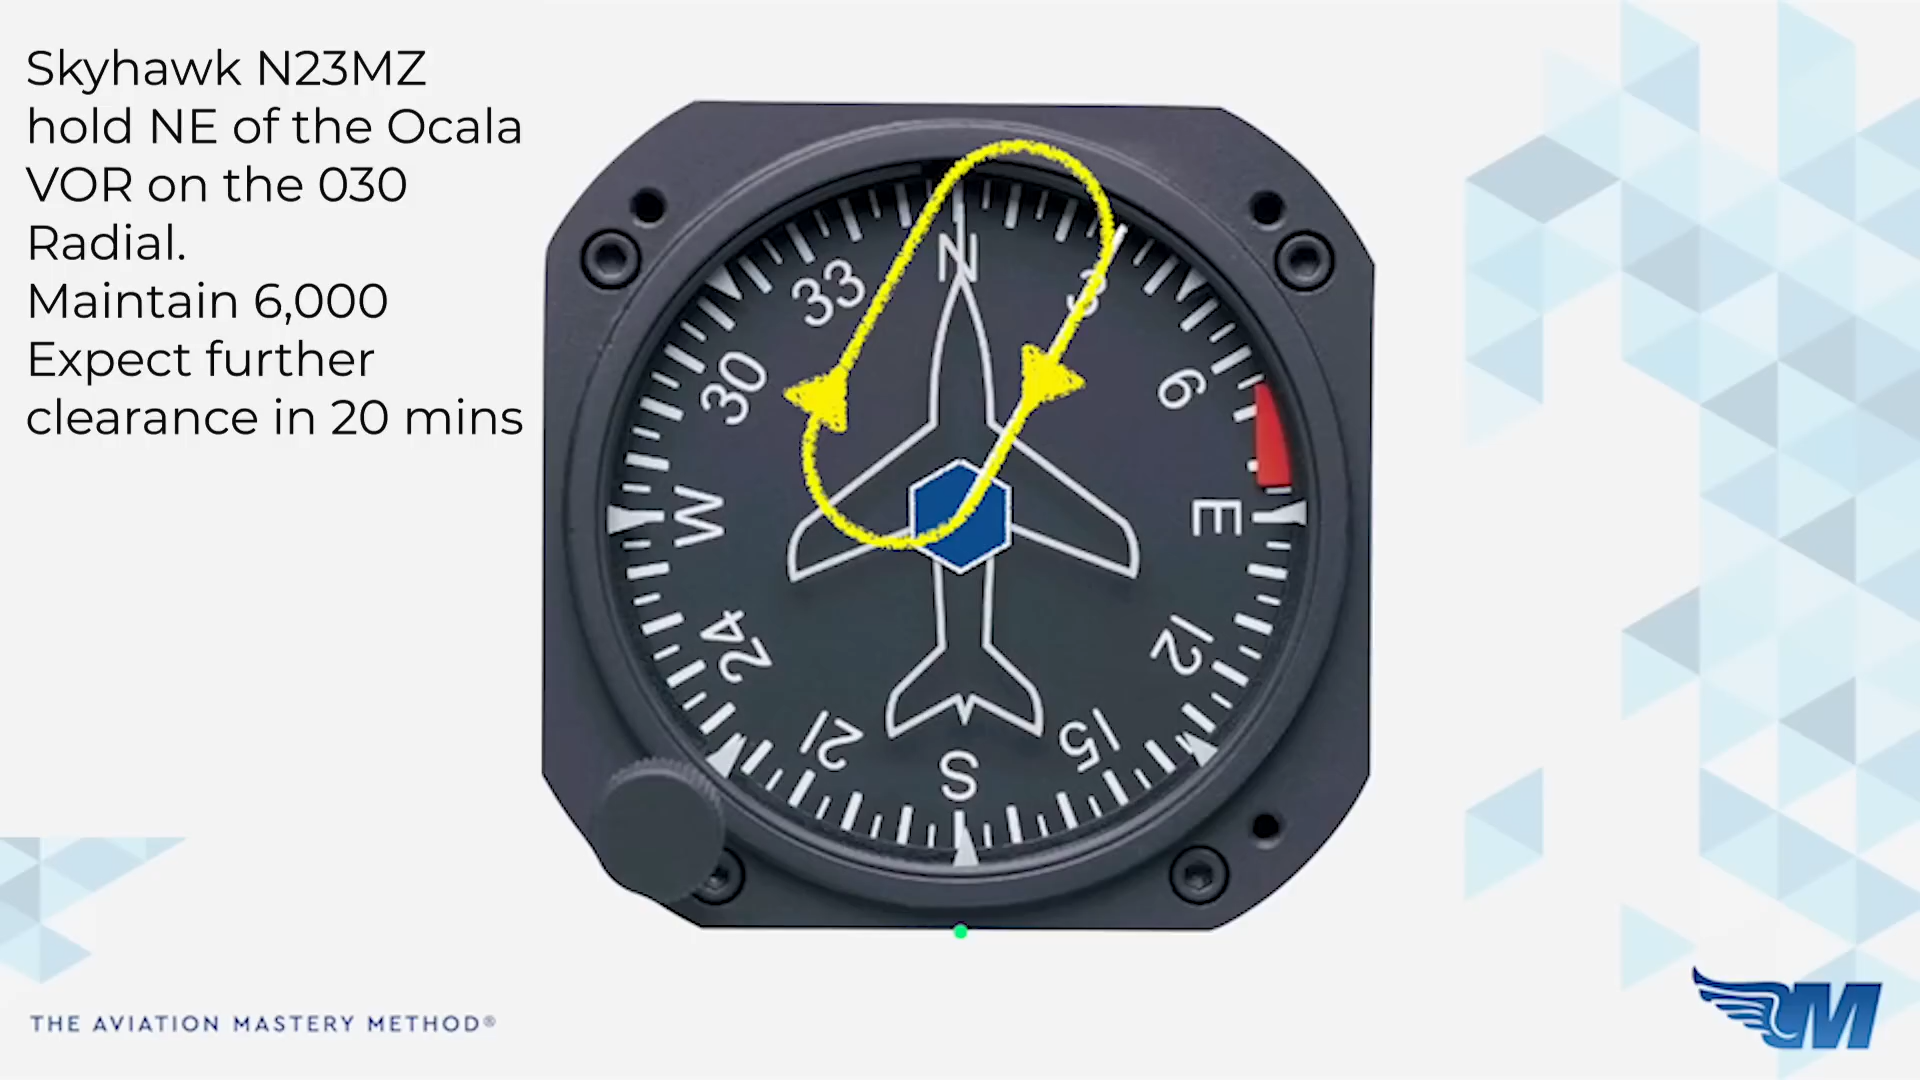 Skyhawk N23MZ
hold NE of the Ocala
VOR on the 030
Radial.
Maintain 6,000
Expect further
clearance in 20 mins
N
3
6
E
12
15
S
21
24
W
30
33
THE AVIATION MASTERY METHOD®
M